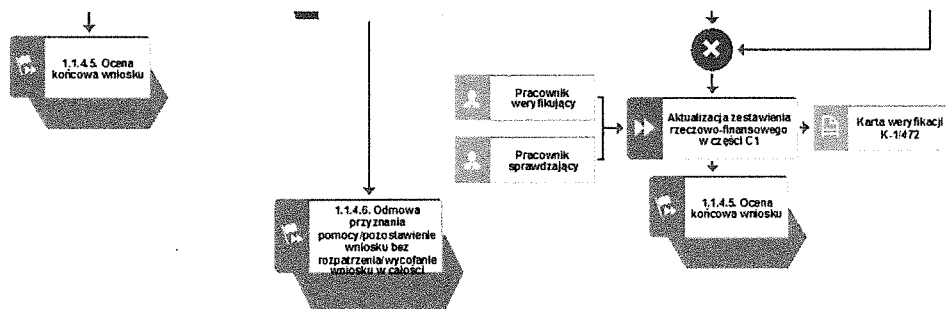 1.1.4.5. Ocena
końcowa wniosku
1.1.4.6. Odmowa
przyznania
pomocy/pozostawienie
wniosku bez
rozpatrzenia/wycofanie
wniosku w całości
Pracownik
weryfikujący
Pracownik
sprawdzający
Aktualizacja zestawienia
rzeczowo-finansowego
w części C1
Karta weryfikacji
K-1/472
1.1.4.5. Ocena
końcowa wniosku